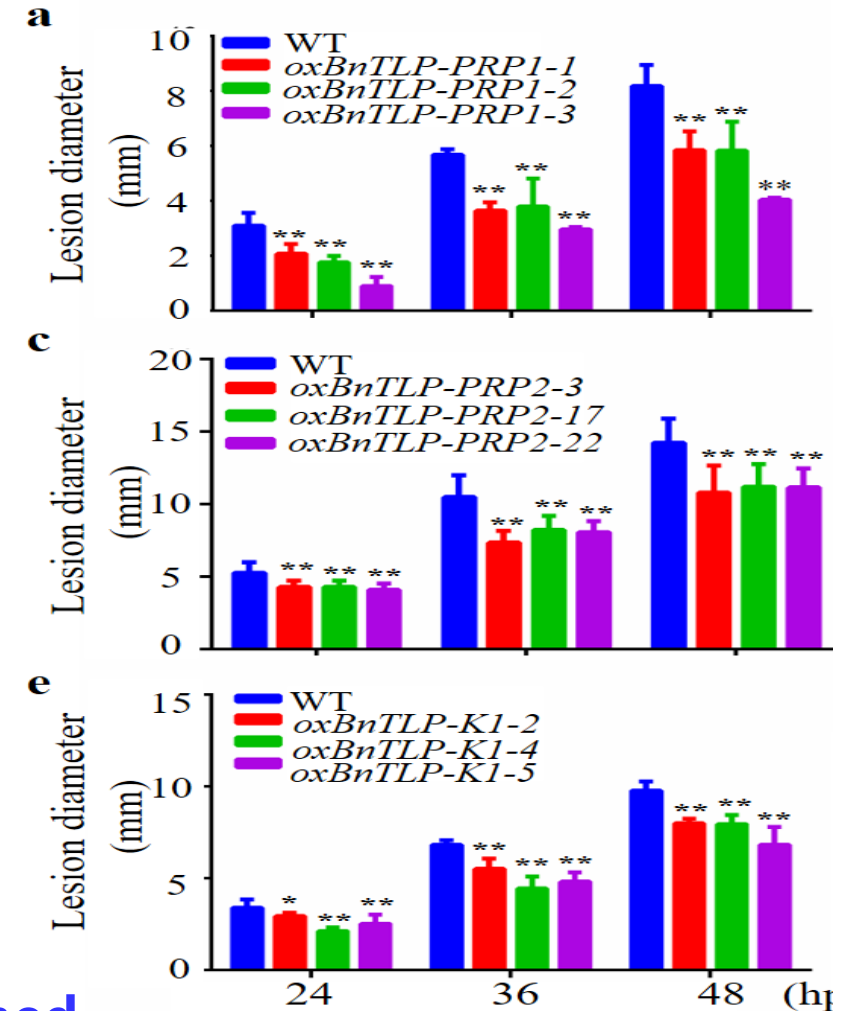 a
Lesion diameter
(mm)
10
8
6
4
2
0
WT
oxBnTLP-PRP1-1
oxBnTLP-PRP1-2
oxBnTLP-PRP1-3
** ** **
** ** **
** ** **
c
Lesion diameter
(mm)
20
15
10
5
0
WT
oxBnTLP-PRP2-3
oxBnTLP-PRP2-17
oxBnTLP-PRP2-22
** ** **
** ** **
** ** **
e
Lesion diameter
(mm)
15
10
5
0
WT
oxBnTLP-K1-2
oxBnTLP-K1-4
oxBnTLP-K1-5
* ** **
** ** **
** ** **
24 36 48